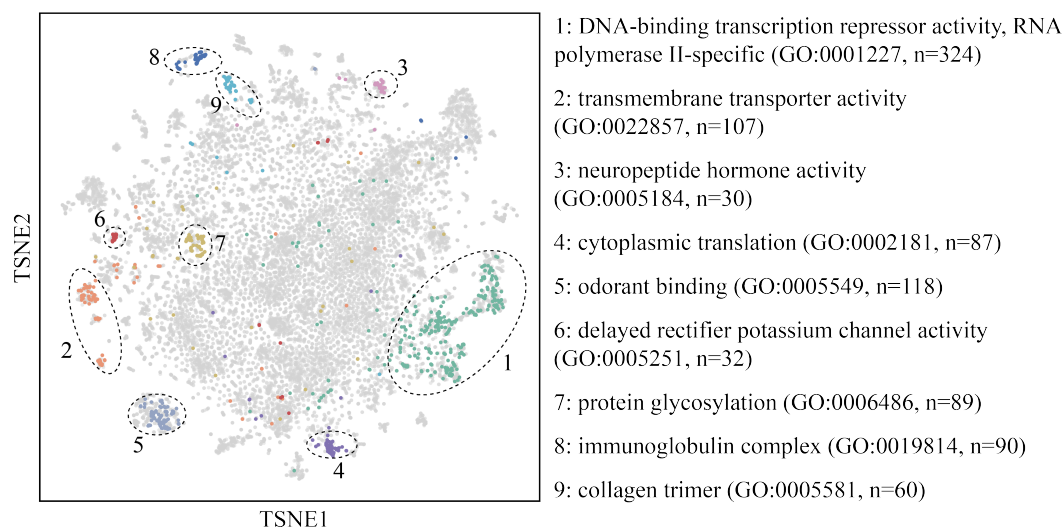 8
9
3
6
7
2
5
4
1
TSNE2
TSNE1
1: DNA-binding transcription repressor activity, RNA
polymerase II-specific (GO:0001227, n=324)
2: transmembrane transporter activity
(GO:0022857, n=107)
3: neuropeptide hormone activity
(GO:0005184, n=30)
4: cytoplasmic translation (GO:0002181, n=87)
5: odorant binding (GO:0005549, n=118)
6: delayed rectifier potassium channel activity
(GO:0005251, n=32)
7: protein glycosylation (GO:0006486, n=89)
8: immunoglobulin complex (GO:0019814, n=90)
9: collagen trimer (GO:0005581, n=60)